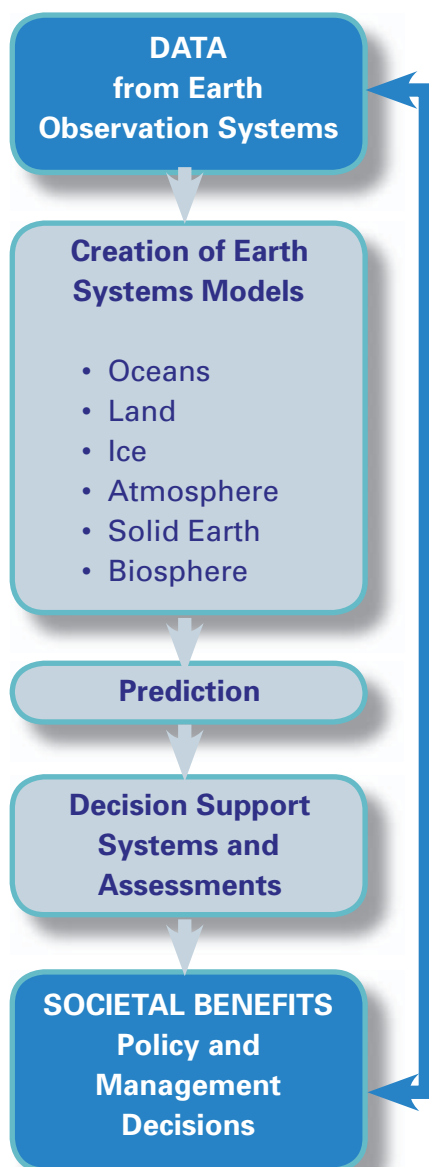 DATA
from Earth
Observation Systems
Creation of Earth
Systems Models
• Oceans
• Land
• Ice
• Atmosphere
• Solid Earth
• Biosphere
Prediction
Decision Support
Systems and
Assessments
SOCIETAL BENEFITS
Policy and
Management
Decisions